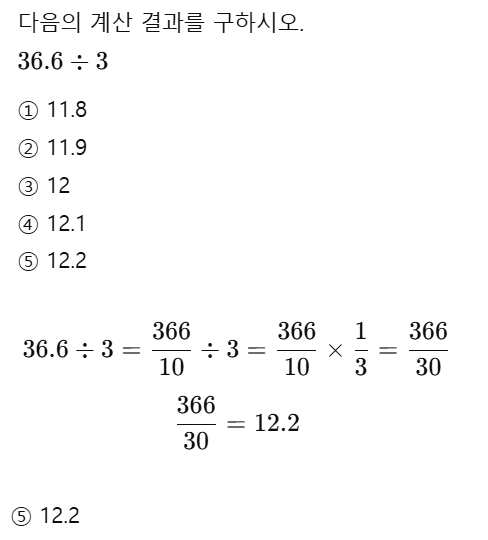 다음의 계산 결과를 구하시오.
36.6 ÷ 3
① 11.8
② 11.9
③ 12
④ 12.1
⑤ 12.2
36.6 ÷ 3 = 366/10 ÷ 3 = 366/10 × 1/3 = 366/30
366/30 = 12.2
⑤ 12.2